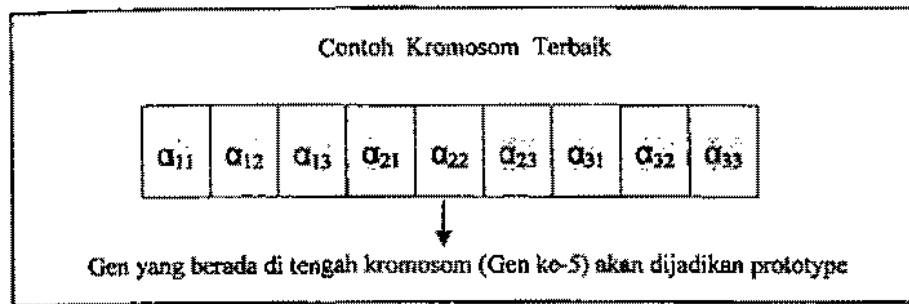 Contoh Kromosom Terbaik
α₁₁ α₁₂ α₁₃ α₂₁ α₂₂ α₂₃ α₃₁ α₃₂ α₃₃
Gen yang berada di tengah kromosom (Gen ke-5) akan dijadikan prototype